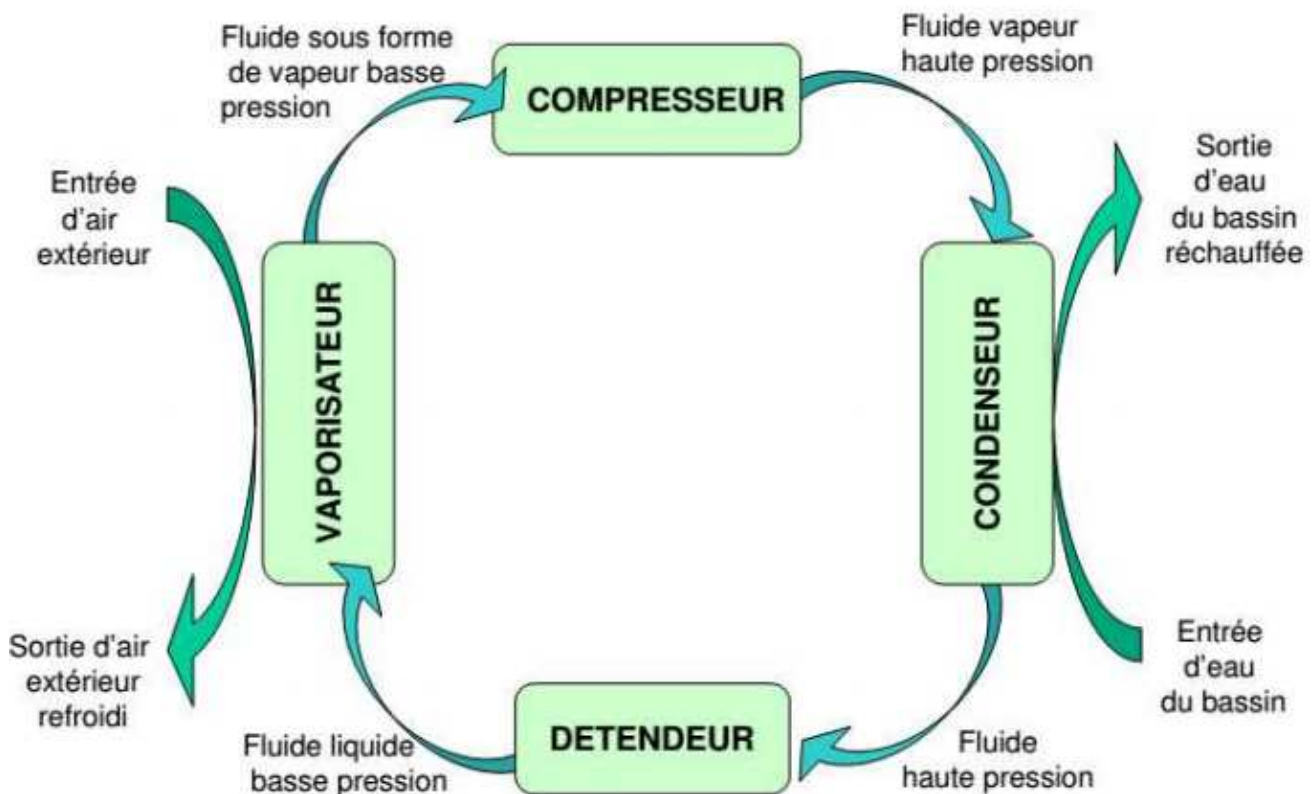 Fluide sous forme
de vapeur basse
pression
COMPRESSEUR
Fluide vapeur
haute pression
Entrée
d'air
extérieur
Sortie
d'eau
du bassin
réchauffée
VAPORISATEUR
CONDENSEUR
Sortie d'air
extérieur
refroidi
Entrée
d'eau
du bassin
Fluide liquide
basse pression
DETENDEUR
Fluide
haute pression